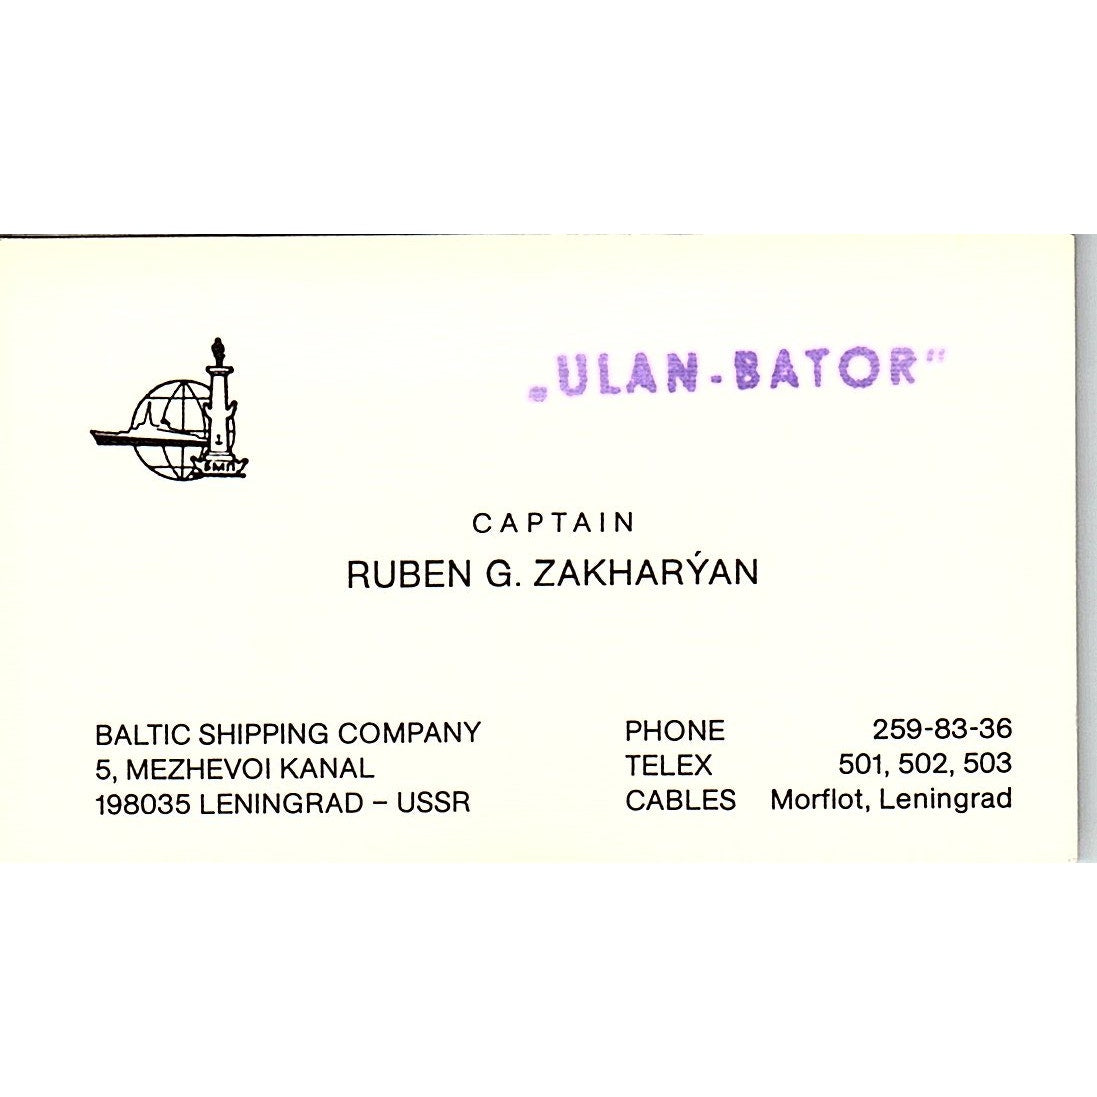 „ULAN-BATOR"
БМП
CAPTAIN
RUBEN G. ZAKHARÝAN
BALTIC SHIPPING COMPANY
5, MEZHEVOI KANAL
198035 LENINGRAD – USSR
PHONE 259-83-36
TELEX 501, 502, 503
CABLES Morflot, Leningrad